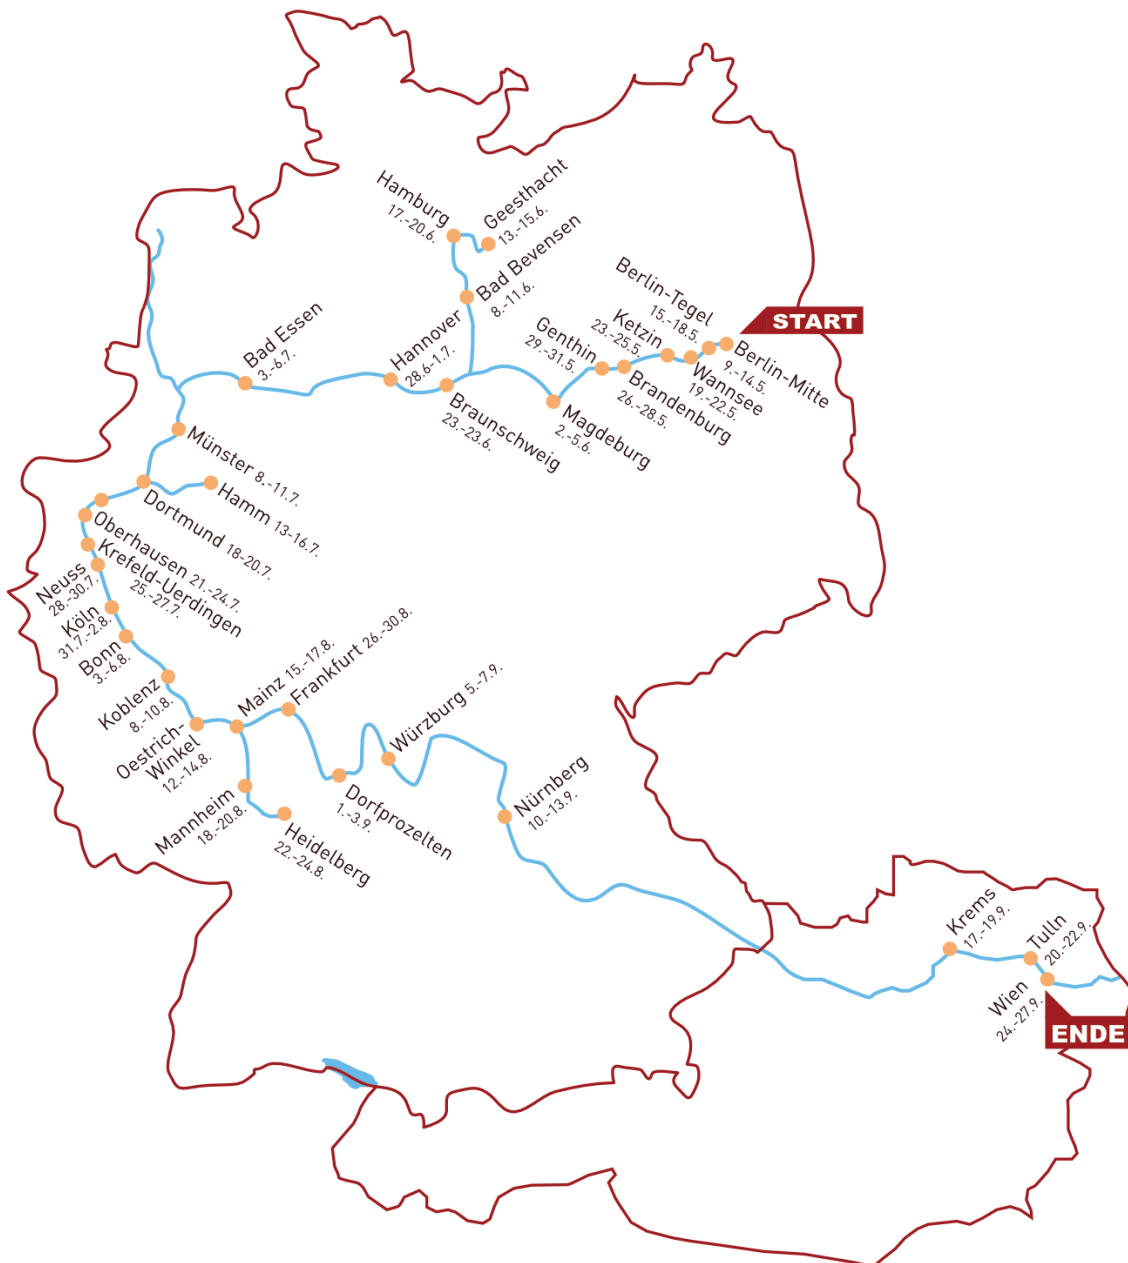 Hamburg
17.-20.6.
Geesthacht
13.-15.6.
Bad Bevensen
8.-11.6.
Berlin-Tegel
15.-18.5.
START
Ketzin
23.-25.5.
Berlin-Mitte
9.-14.5.
Genthin
29.-31.5.
Wannsee
19.-22.5.
Bad Essen
3.-6.7.
Hannover
28.6-1.7.
Brandenburg
26.-28.5.
Braunschweig
23.-23.6.
Magdeburg
2.-5.6.
Münster 8.-11.7.
Hamm 13-16.7.
Dortmund 18-20.7.
Oberhausen 21.-24.7.
Krefeld-Uerdingen
25.-27.7.
Neuss
28.-30.7.
Köln
31.7.-2.8.
Bonn
3.-6.8.
Koblenz
8.-10.8.
Oestrich-
Winkel
12.-14.8.
Mainz 15.-17.8.
Frankfurt 26.-30.8.
Mannheim
18.-20.8.
Heidelberg
22.-24.8.
Dorfprozelten
1.-3.9.
Würzburg 5.-7.9.
Nürnberg
10.-13.9.
Krems
17.-19.9.
Tulln
20.-22.9.
Wien
24.-27.9.
ENDE